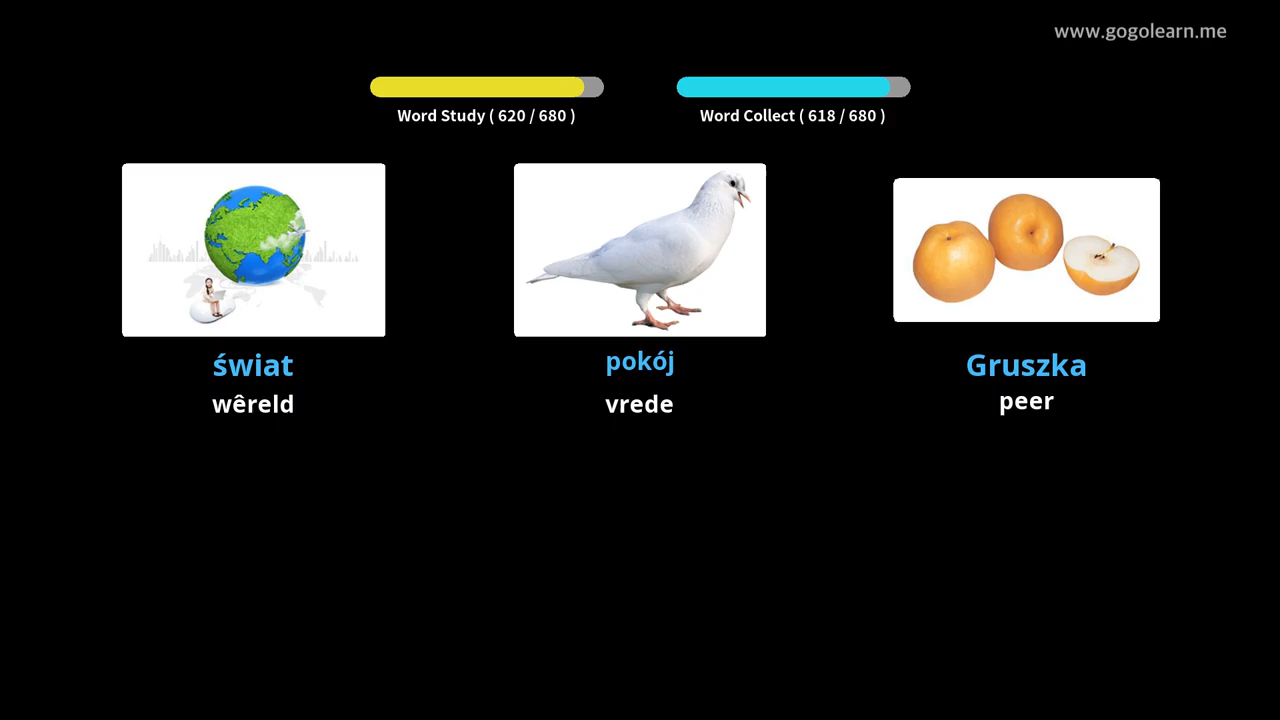 www.gogolearn.me
Word Study ( 620 / 680 )
Word Collect ( 618 / 680 )
świat
wêreld
pokój
vrede
Gruszka
peer